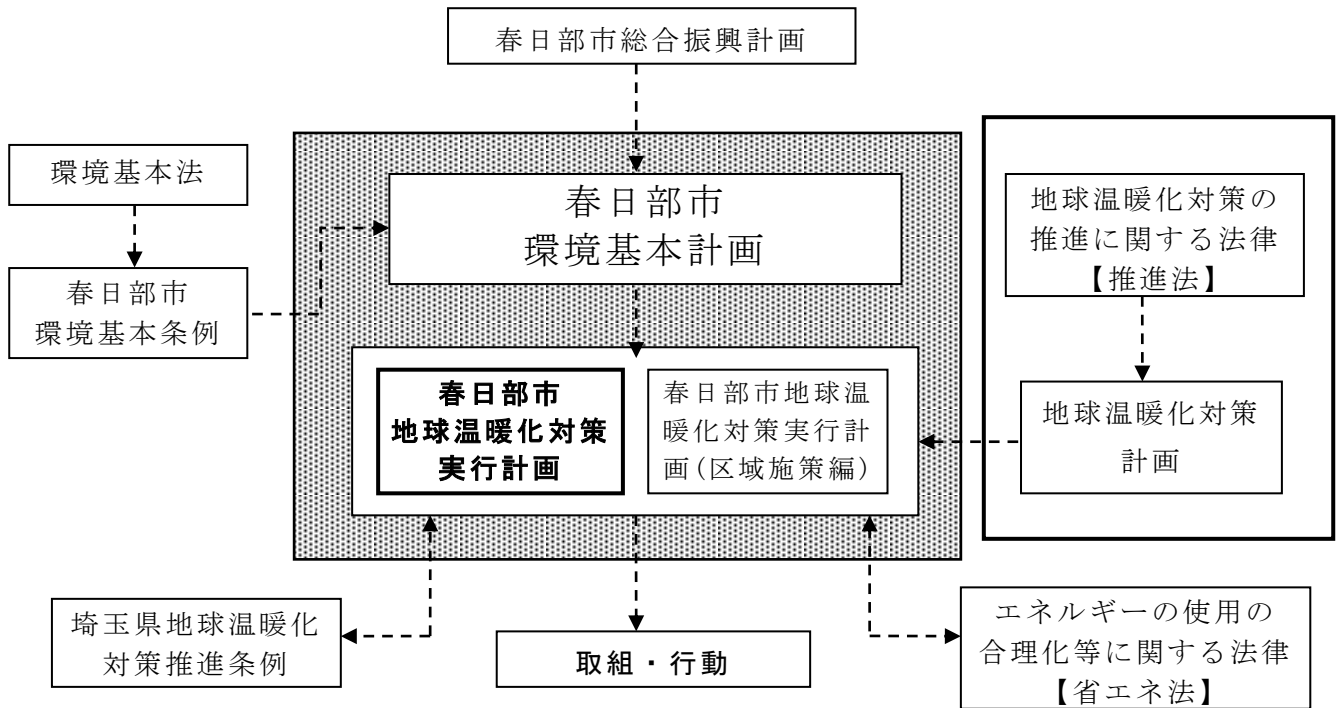 春日部市総合振興計画
環境基本法
春日部市
環境基本条例
春日部市
環境基本計画
地球温暖化対策の
推進に関する法律
【推進法】
地球温暖化対策
計画
春日部市
地球温暖化対策
実行計画
春日部市地球温
暖化対策実行計
画(区域施策編)
埼玉県地球温暖化
対策推進条例
取組・行動
エネルギーの使用の
合理化等に関する法律
【省エネ法】